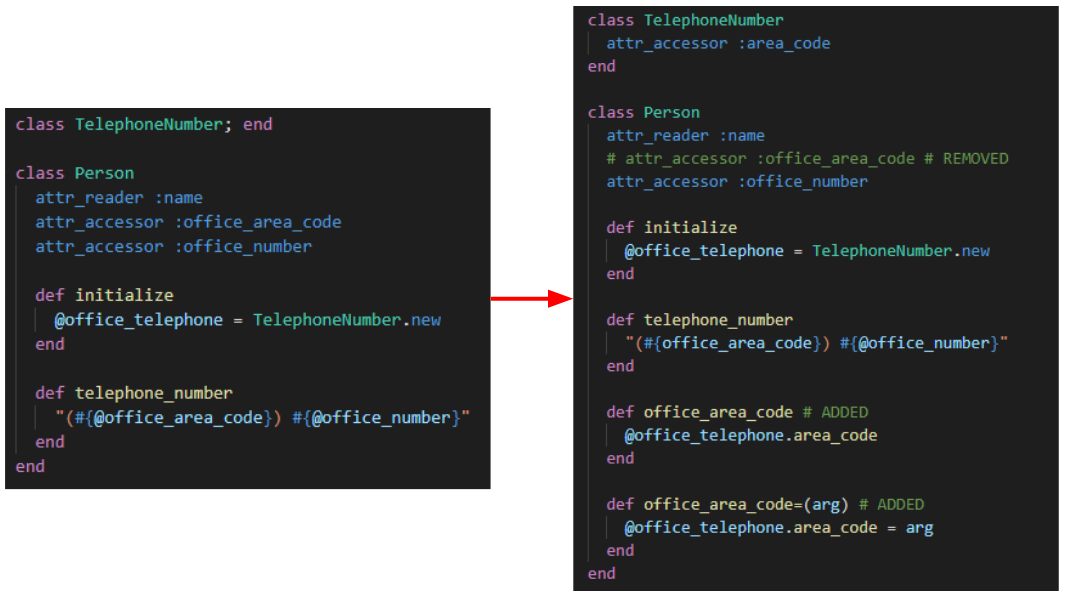 class TelephoneNumber; end
class Person
attr_reader :name
attr_accessor :office_area_code
attr_accessor :office_number
def initialize
@office_telephone = TelephoneNumber.new
end
def telephone_number
"(#{@office_area_code}) #{@office_number}"
end
end
class TelephoneNumber
attr_accessor :area_code
end
class Person
attr_reader :name
# attr_accessor :office_area_code # REMOVED
attr_accessor :office_number
def initialize
@office_telephone = TelephoneNumber.new
end
def telephone_number
"(#{office_area_code}) #{@office_number}"
end
def office_area_code # ADDED
@office_telephone.area_code
end
def office_area_code=(arg) # ADDED
@office_telephone.area_code = arg
end
end